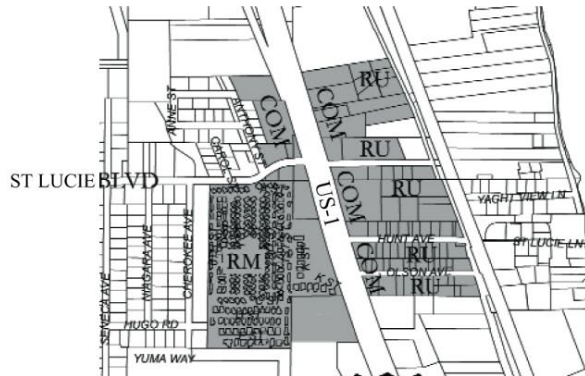 RU
COM
COM
ANNE ST
ANTHONY ST
RU
ST LUCIE BLVD
US-1
COM
RU
YACHT VIEW LN
HUNT AVE
ST LUCIE LN
NIAGARA AVE
CHEROKEE AVE
RM
COM
RU
OLSON AVE
RU
SENECA AVE
HUGO RD
YUMA WAY